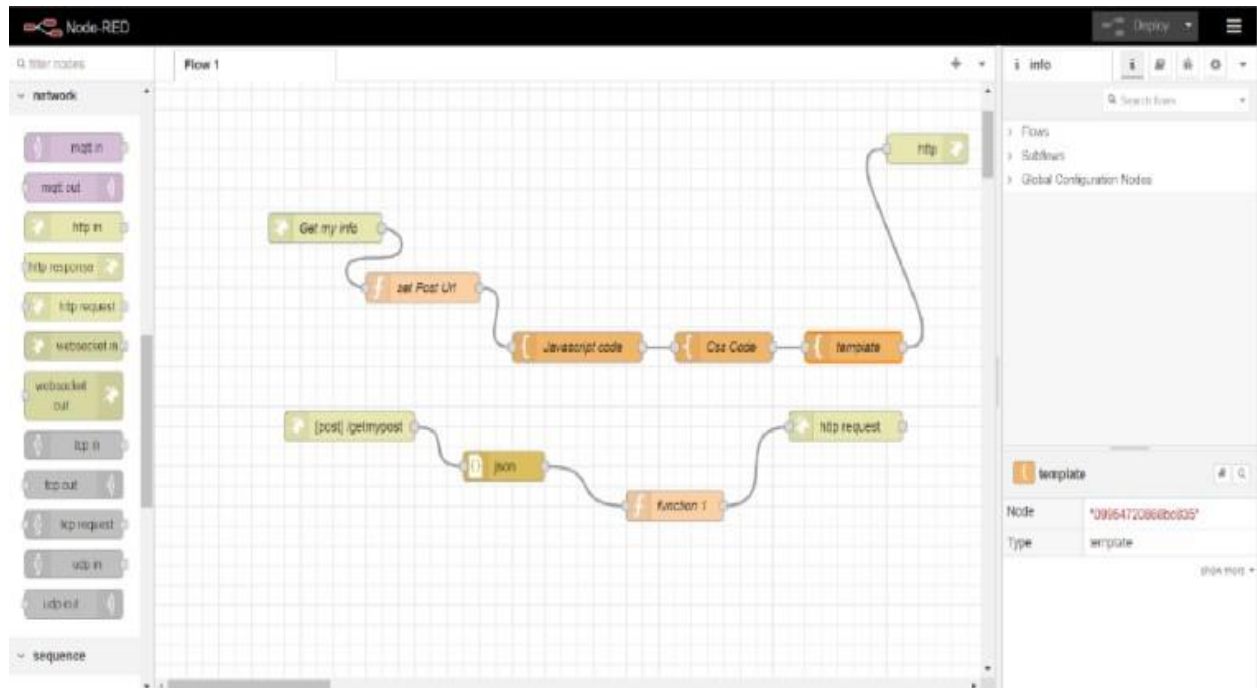 Node-RED
Deploy
filter nodes
Flow 1
i info
Search flows
network
mqtt in
mqtt out
http in
http response
http request
websocket in
websocket out
tcp in
tcp out
tcp request
udp in
udp out
sequence
http
Get my info
set Post Url
Javascript code
Css Code
template
[post] /getmypost
json
function 1
http request
Flows
Subflows
Global Configuration Nodes
template
Node
Type
template
show more